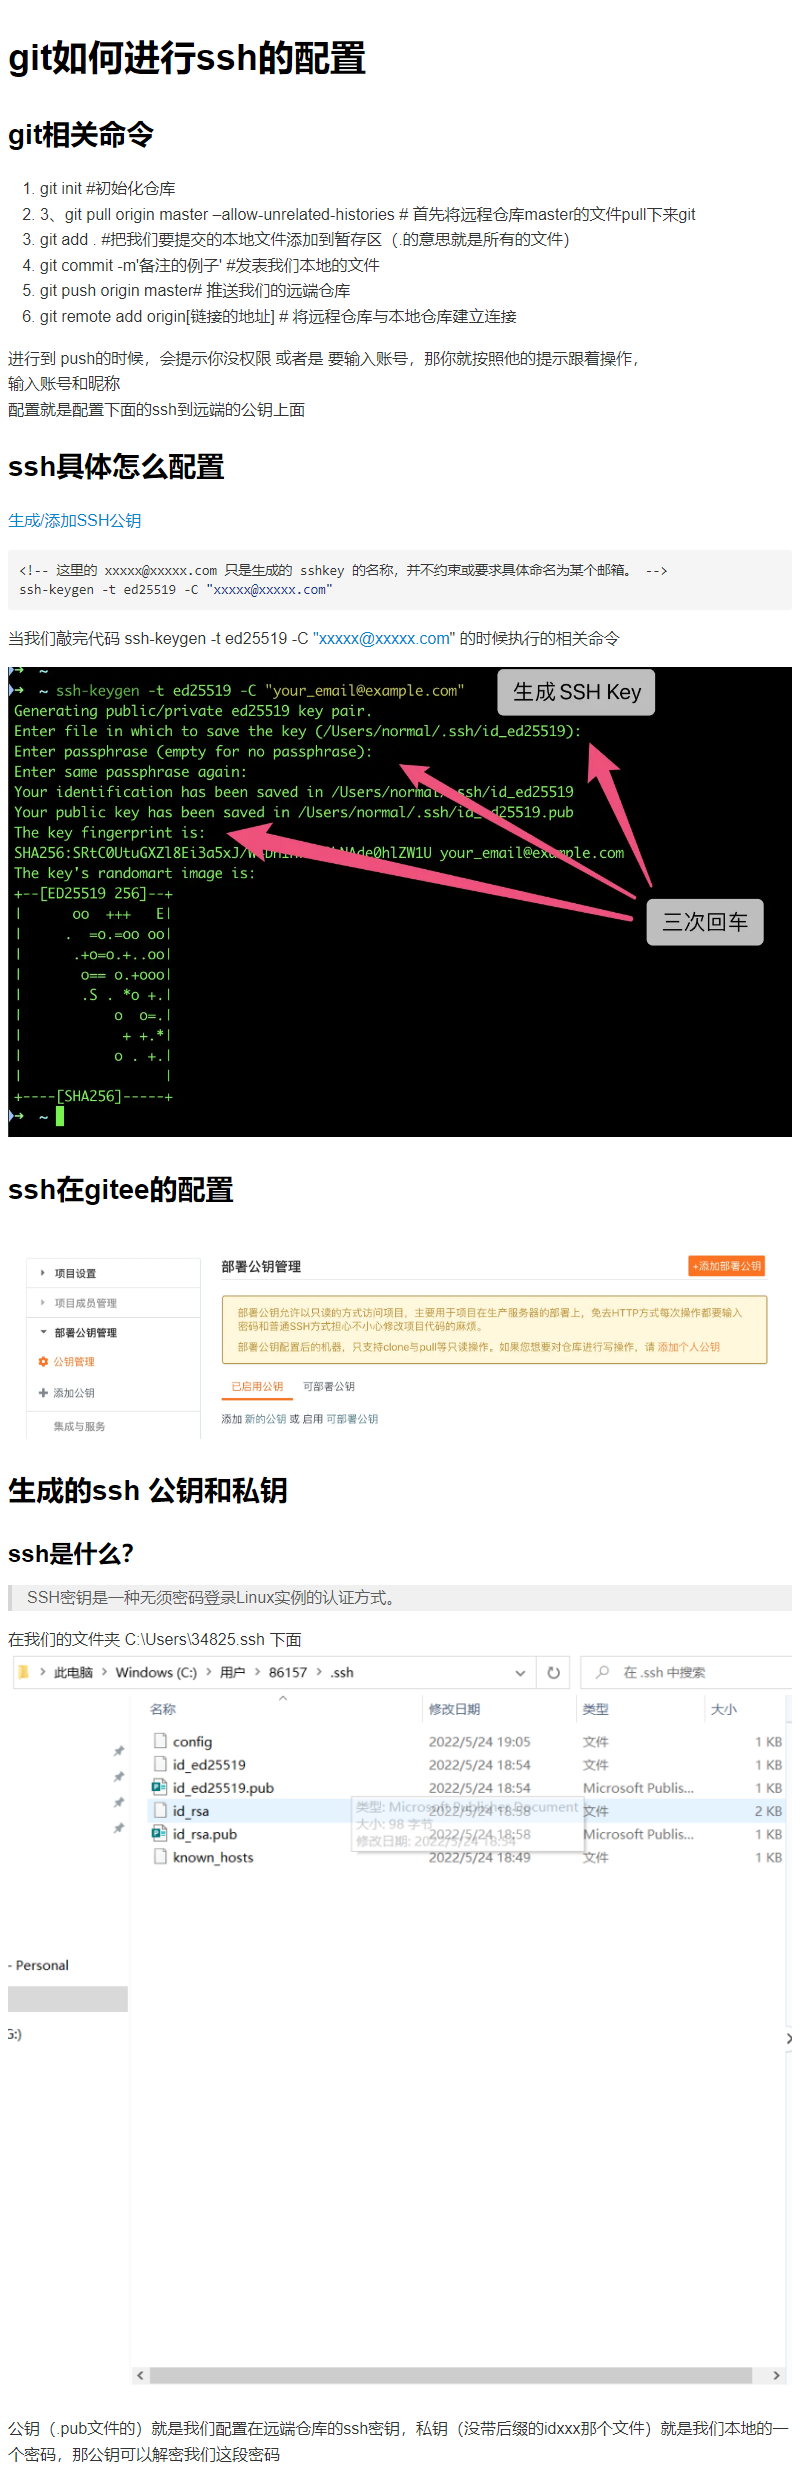 git如何进行ssh的配置
git相关命令
1. git init #初始化仓库
2. 3、git pull origin master –allow-unrelated-histories # 首先将远程仓库master的文件pull下来git
3. git add . #把我们要提交的本地文件添加到暂存区（.的意思就是所有的文件）
4. git commit -m'备注的例子' #发表我们本地的文件
5. git push origin master# 推送我们的远端仓库
6. git remote add origin[链接的地址] # 将远程仓库与本地仓库建立连接
进行到 push的时候，会提示你没权限 或者是 要输入账号，那你就按照他的提示跟着操作，
输入账号和昵称
配置就是配置下面的ssh到远端的公钥上面
ssh具体怎么配置
生成/添加SSH公钥
<!-- 这里的 xxxxx@xxxxx.com 只是生成的 sshkey 的名称，并不约束或要求具体命名为某个邮箱。 -->
ssh-keygen -t ed25519 -C "xxxxx@xxxxx.com"
当我们敲完代码 ssh-keygen -t ed25519 -C "xxxxx@xxxxx.com" 的时候执行的相关命令
➜ ~
➜ ~ ssh-keygen -t ed25519 -C "your_email@example.com"
生成 SSH Key
Generating public/private ed25519 key pair.
Enter file in which to save the key (/Users/normal/.ssh/id_ed25519):
Enter passphrase (empty for no passphrase):
Enter same passphrase again:
Your identification has been saved in /Users/normal/.ssh/id_ed25519
Your public key has been saved in /Users/normal/.ssh/id_ed25519.pub
The key fingerprint is:
your_email@example.com
The key's randomart image is:
+--[ED25519 256]--+
|      oo  +++   E|
|     .  =o.=oo oo|
|      .+o=o.+..oo|
|       o== o.+ooo|
|       .S . *o +.|
|           o  o=.|
|            + +.*|
|           o . +.|
|                 |
+----[SHA256]-----+
➜ ~
三次回车
ssh在gitee的配置
项目设置
项目成员管理
部署公钥管理
公钥管理
添加公钥
集成与服务
部署公钥管理
+添加部署公钥
部署公钥允许以只读的方式访问项目，主要用于项目在生产服务器的部署上，免去HTTP方式每次操作都要输入
密码和普通SSH方式担心不小心修改项目代码的麻烦。
部署公钥配置后的机器，只支持clone与pull等只读操作。如果您想要对仓库进行写操作，请 添加个人公钥
已启用公钥 可部署公钥
添加 新的公钥 或 启用 可部署公钥
生成的ssh 公钥和私钥
ssh是什么？
SSH密钥是一种无须密码登录Linux实例的认证方式。
在我们的文件夹 C:\Users\34825.ssh 下面
此电脑 > Windows (C:) > 用户 > 86157 > .ssh
在 .ssh 中搜索
名称 修改日期 类型 大小
config 2022/5/24 19:05 文件 1 KB
id_ed25519 2022/5/24 18:54 文件 1 KB
id_ed25519.pub 2022/5/24 18:54 Microsoft Publis... 1 KB
id_rsa 2022/5/24 18:58 文件 2 KB
id_rsa.pub 2022/5/24 18:58 Microsoft Publis... 1 KB
known_hosts 2022/5/24 18:49 文件 1 KB
类型: Microsoft Publisher Document
大小: 98 字节
修改日期: 2022/5/24 18:54
- Personal
G:)
公钥（.pub文件的）就是我们配置在远端仓库的ssh密钥，私钥（没带后缀的idxxx那个文件）就是我们本地的一
个密码，那公钥可以解密我们这段密码